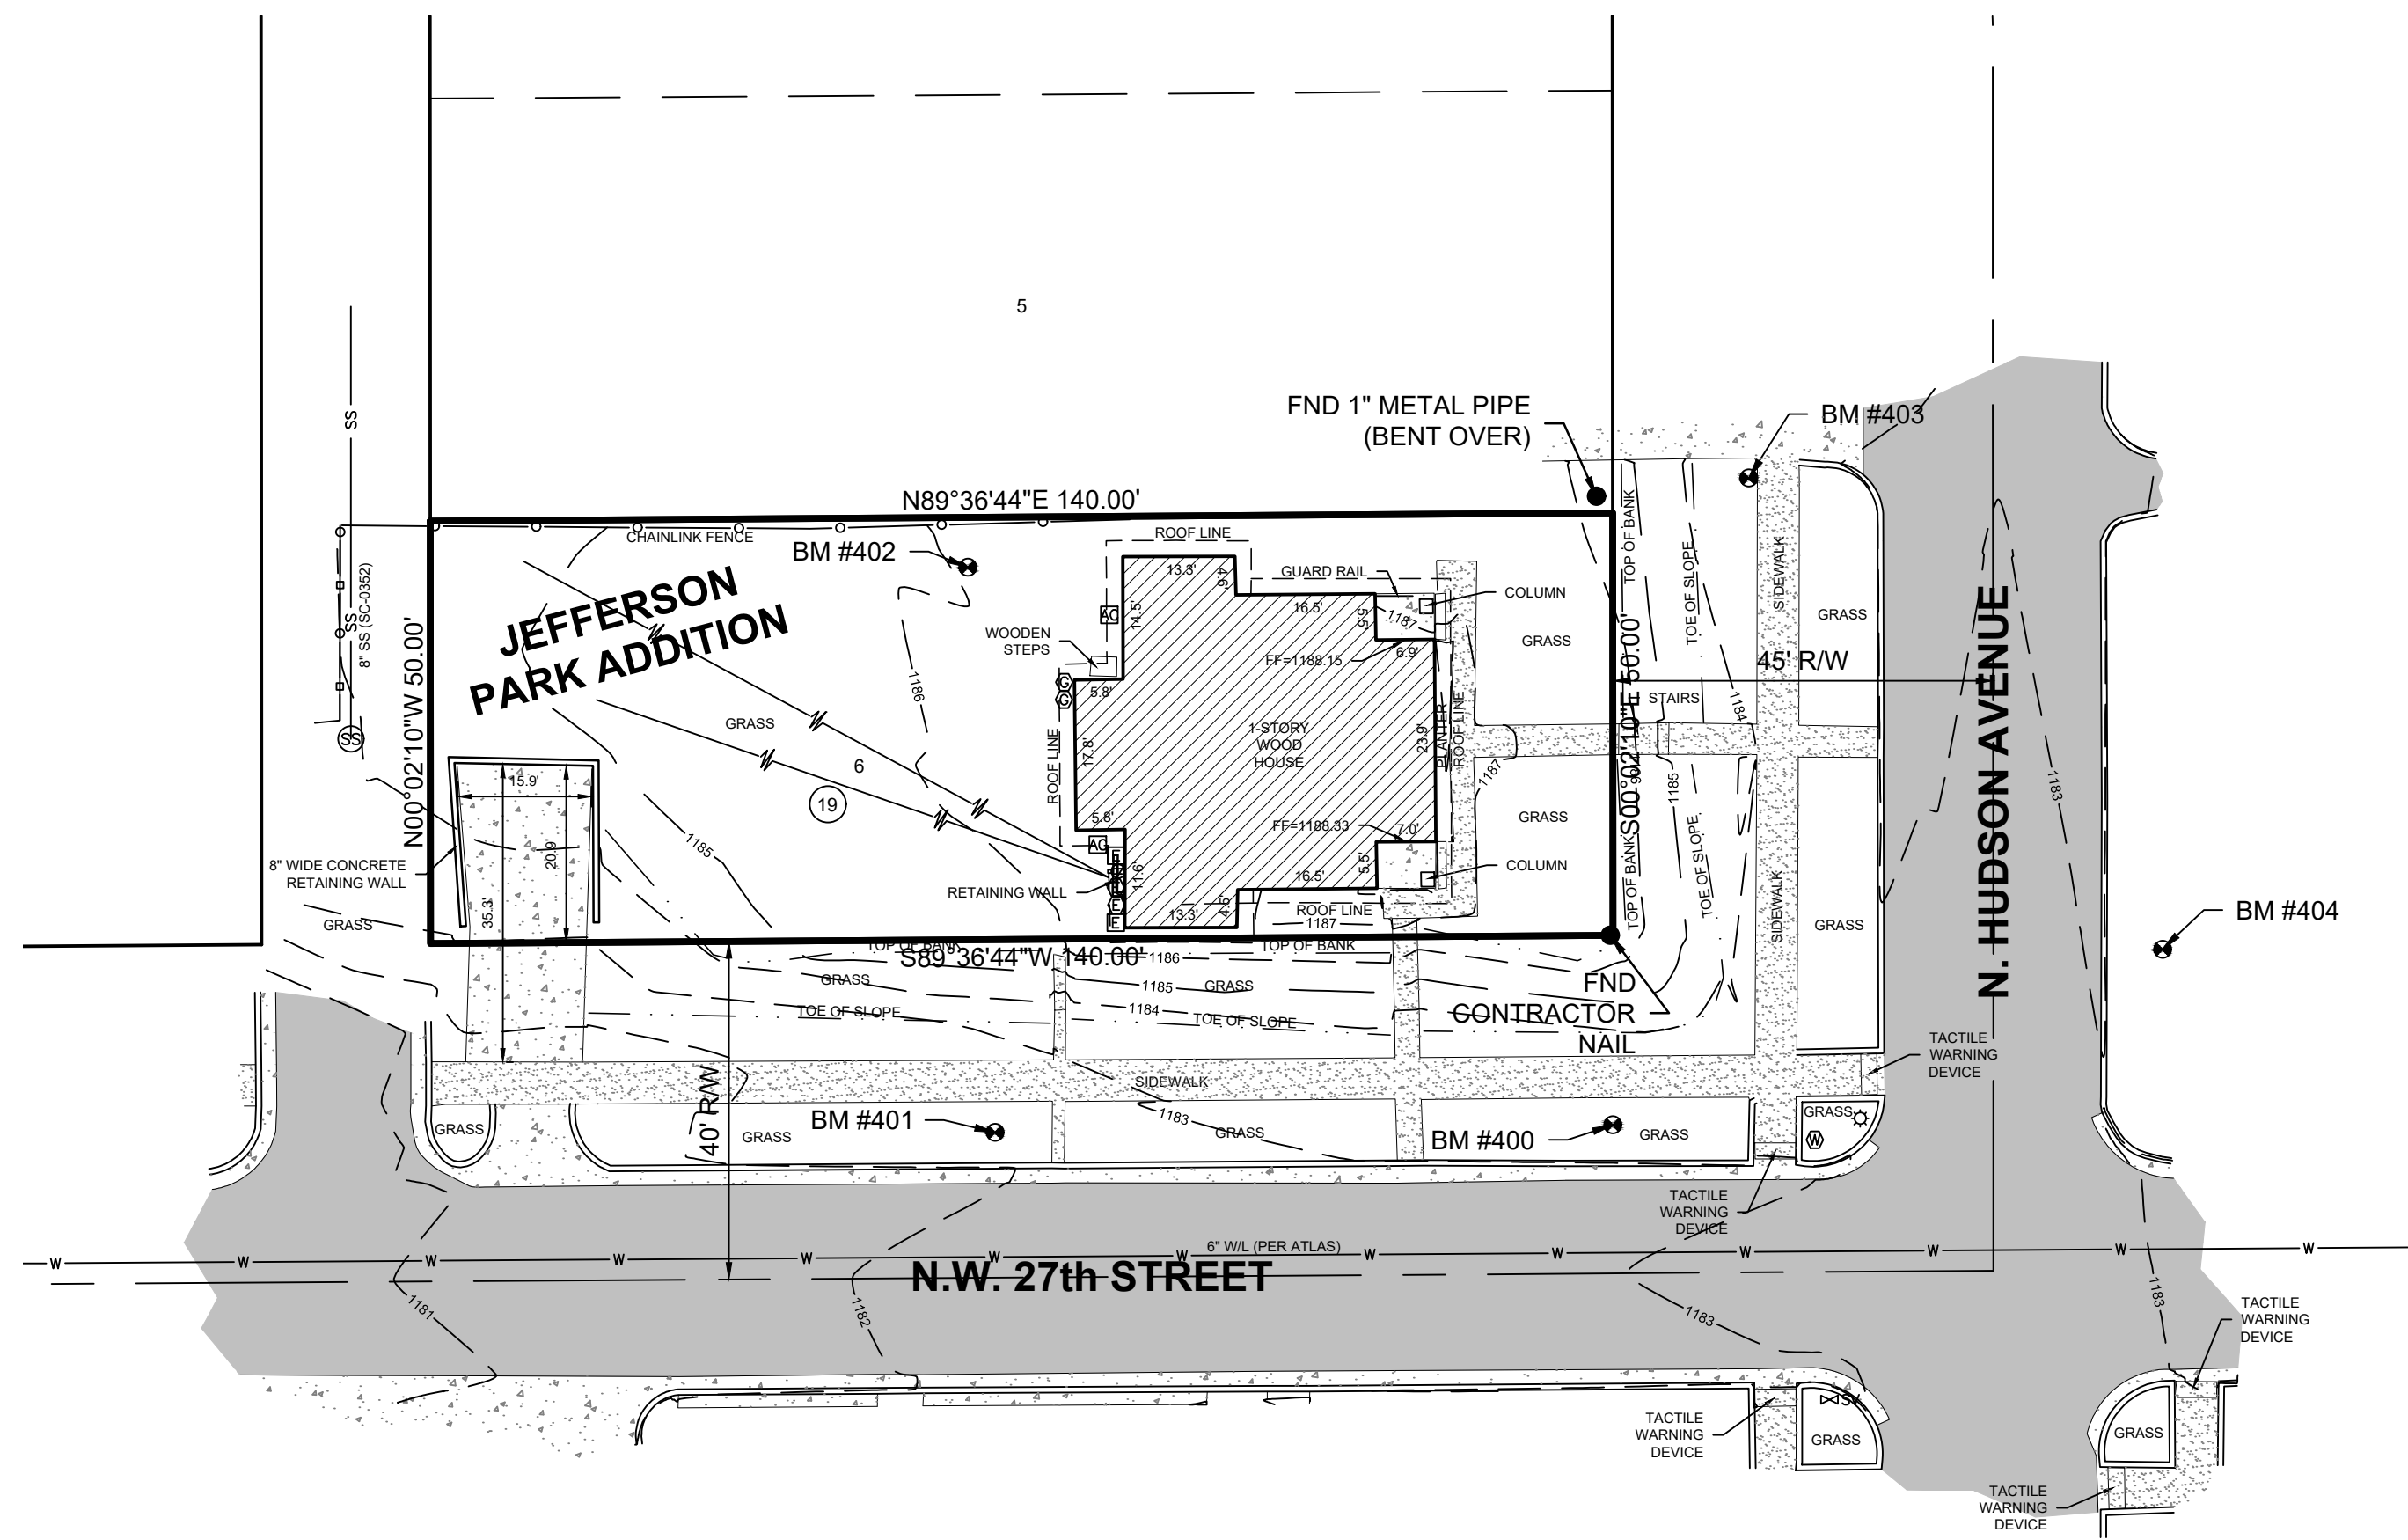 5
SS
FND 1" METAL PIPE
(BENT OVER)
BM #403
N89°36'44"E 140.00'
CHAINLINK FENCE
BM #402
ROOF LINE
TOP OF BANK
TOE OF SLOPE
SIDEWALK
8" SS (SC-0352)
SS
JEFFERSON
PARK ADDITION
13.3'
4.6'
GUARD RAIL
COLUMN
AC
14.5'
16.5'
5.5'
1187
GRASS
GRASS
WOODEN
STEPS
FF=1188.15
6.9'
45' R/W
N00°02'10"W 50.00'
S00°02'10"E 50.00'
N. HUDSON AVENUE
G
G
5.8'
1186
STAIRS
1184
GRASS
SS
1-STORY
WOOD
HOUSE
ROOF LINE
17.8'
23.9'
PLANTER
ROOF LINE
6
19
15.9'
1187
1185
1183
5.8'
FF=1188.33
7.0'
GRASS
TOP OF BANK
TOE OF SLOPE
1185
AC
20.9'
8" WIDE CONCRETE
RETAINING WALL
RETAINING WALL
E
E
E
E
11.6'
16.5'
5.5'
COLUMN
SIDEWALK
35.3'
GRASS
13.3'
4.5'
ROOF LINE
1187
GRASS
BM #404
TOP OF BANK
TOP OF BANK
S89°36'44"W 140.00'
1186
GRASS
1185
GRASS
FND
CONTRACTOR
NAIL
TOE OF SLOPE
1184
TOE OF SLOPE
TACTILE
WARNING
DEVICE
SIDEWALK
40' R/W
GRASS
GRASS
BM #401
1183
GRASS
BM #400
GRASS
GRASS
W
TACTILE
WARNING
DEVICE
6" W/L (PER ATLAS)
W W W W W W W W W W W W W
N.W. 27th STREET
1181
1182
1183
1183
TACTILE
WARNING
DEVICE
SV
TACTILE
WARNING
DEVICE
GRASS
GRASS
TACTILE
WARNING
DEVICE